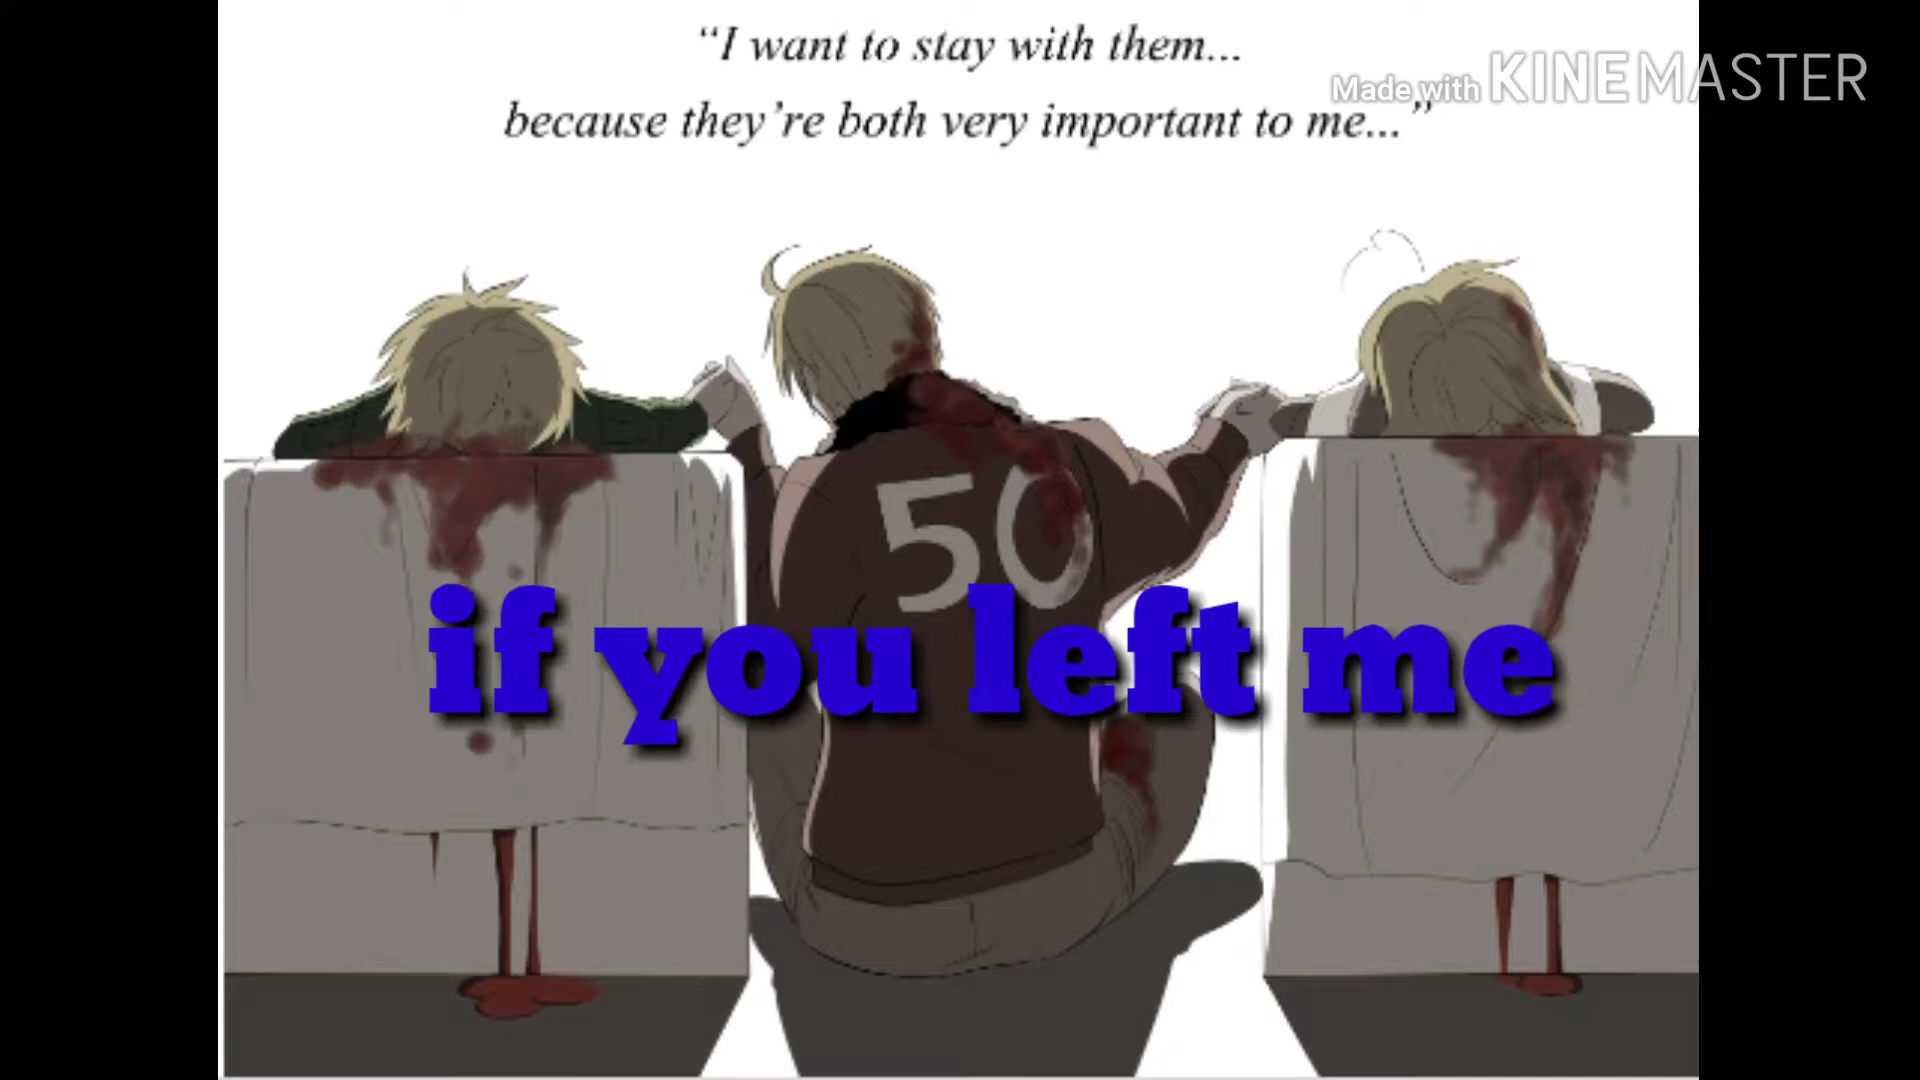 “I want to stay with them...
Made with KINEMASTER
because they’re both very important to me...”
50
if you left me